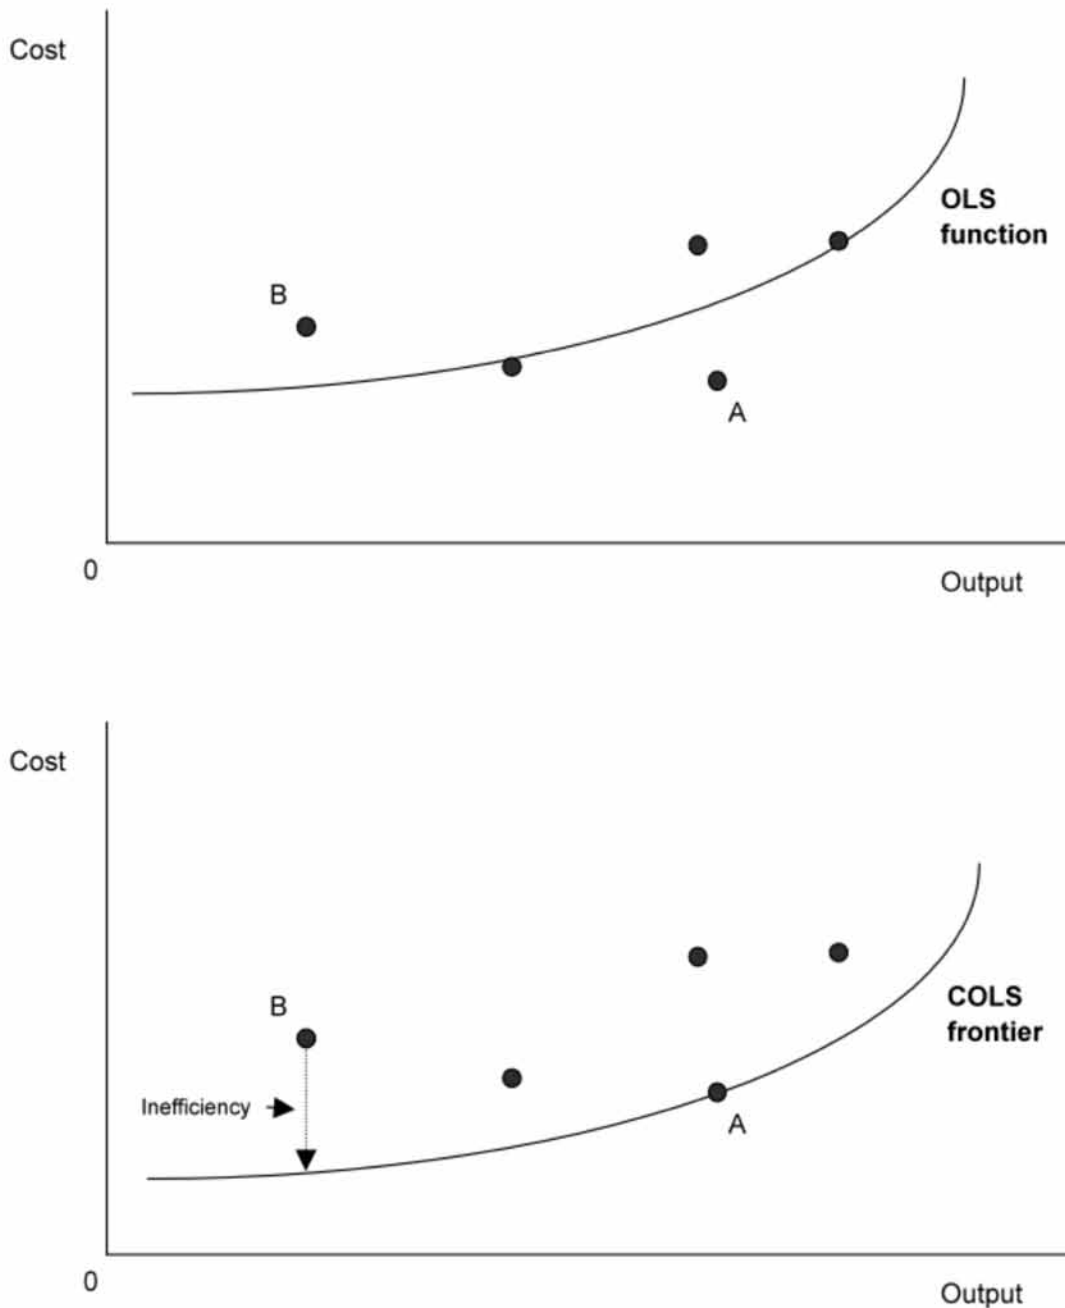 Cost
OLS
function
B
A
0
Output
Cost
COLS
frontier
B
Inefficiency
A
0
Output